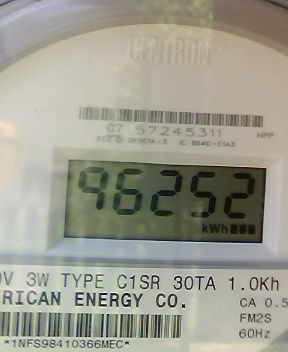 CENTRON
07 57245311 HPP
96252
kWh
0V 3W TYPE C1SR 30TA 1.0Kh
RICAN ENERGY CO.
CA 0.5
FM2S
60Hz
*1NFS98410366MEC*